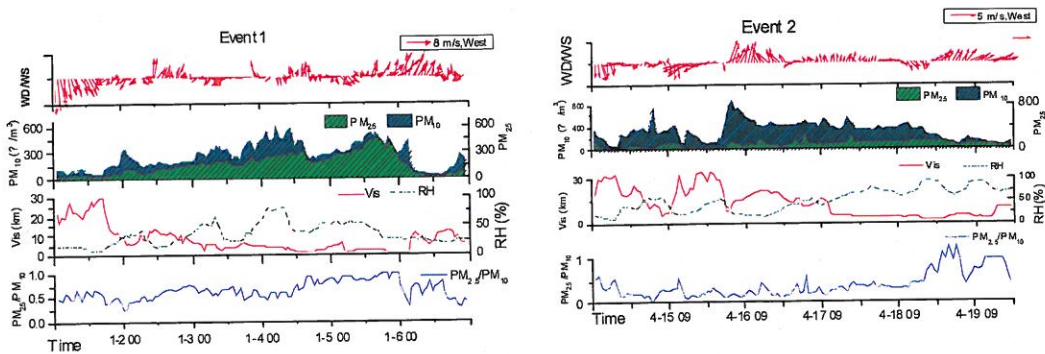 Event 1
8 m/s,West
WD/WS
PM2.5
PM10
PM10(? /m³)
600
300
0
600
300
0
PM2.5
Vis
RH
Vis (km)
30
20
10
0
100
50
0
RH(%)
PM2.5/PM10
PM2.5/PM10
1.0
0.5
0.0
Time
1-2 00
1-3 00
1-4 00
1-5 00
1-6 00
Event 2
5 m/s,West
WD/WS
PM2.5
PM10
PM10(? /m³)
800
400
0
800
0
PM2.5
Vis
RH
Vis (km)
30
0
100
50
0
RH(%)
PM2.5/PM10
PM2.5/PM10
1.0
0.5
0.0
Time
4-15 09
4-16 09
4-17 09
4-18 09
4-19 09